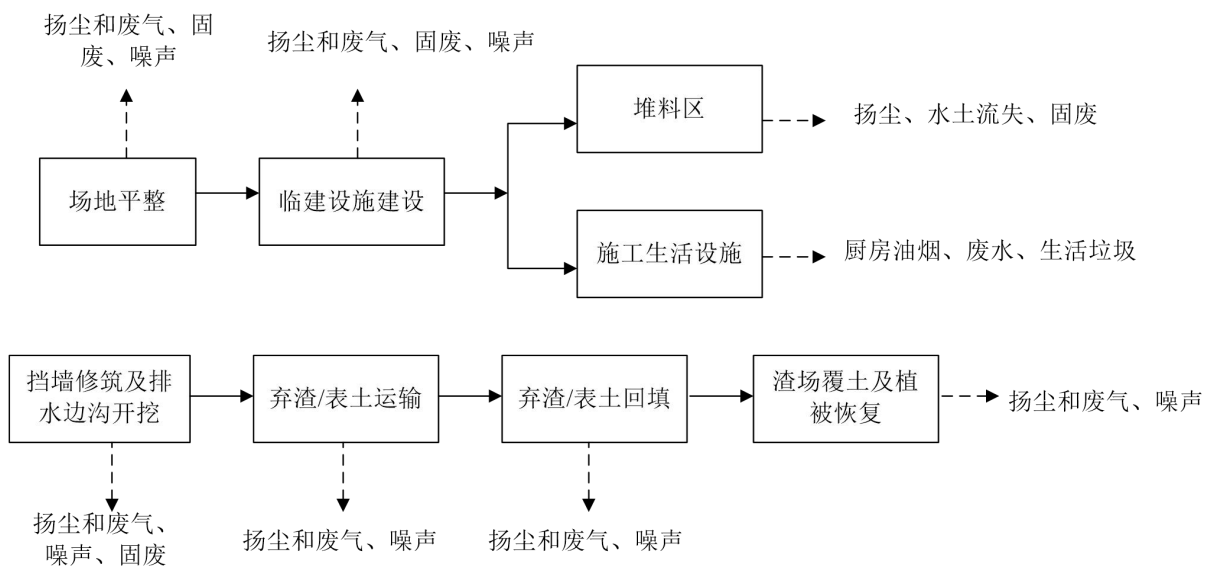 扬尘和废气、固
废、噪声
扬尘和废气、固废、噪声
堆料区
扬尘、水土流失、固废
场地平整
临建设施建设
施工生活设施
厨房油烟、废水、生活垃圾
挡墙修筑及排
水边沟开挖
弃渣/表土运输
弃渣/表土回填
渣场覆土及植
被恢复
扬尘和废气、噪声
扬尘和废气、
噪声、固废
扬尘和废气、噪声
扬尘和废气、噪声